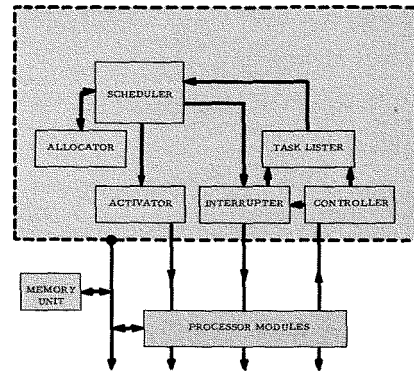 SCHEDULER
ALLOCATOR
TASK LISTER
ACTIVATOR
INTERRUPTER
CONTROLLER
MEMORY
UNIT
PROCESSOR MODULES